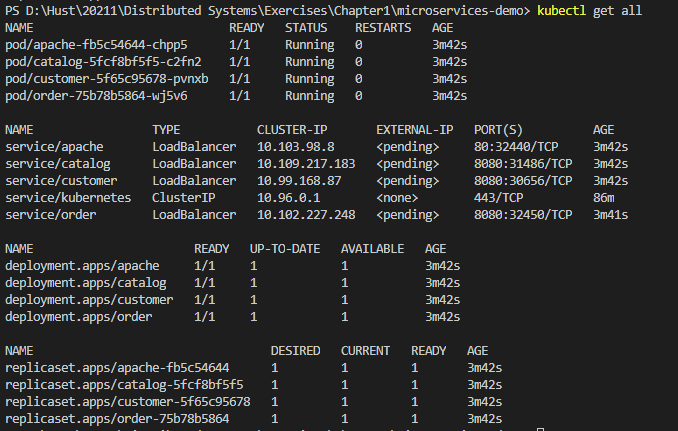 PS D:\Hust\20211\Distributed Systems\Exercises\Chapter1\microservices-demo> kubectl get all
NAME READY STATUS RESTARTS AGE
pod/apache-fb5c54644-chpp5 1/1 Running 0 3m42s
pod/catalog-5fcf8bf5f5-c2fn2 1/1 Running 0 3m42s
pod/customer-5f65c95678-pvnxb 1/1 Running 0 3m42s
pod/order-75b78b5864-wj5v6 1/1 Running 0 3m42s
NAME TYPE CLUSTER-IP EXTERNAL-IP PORT(S) AGE
service/apache LoadBalancer 10.103.98.8 <pending> 80:32440/TCP 3m42s
service/catalog LoadBalancer 10.109.217.183 <pending> 8080:31486/TCP 3m42s
service/customer LoadBalancer 10.99.168.87 <pending> 8080:30656/TCP 3m42s
service/kubernetes ClusterIP 10.96.0.1 <none> 443/TCP 86m
service/order LoadBalancer 10.102.227.248 <pending> 8080:32450/TCP 3m41s
NAME READY UP-TO-DATE AVAILABLE AGE
deployment.apps/apache 1/1 1 1 3m42s
deployment.apps/catalog 1/1 1 1 3m42s
deployment.apps/customer 1/1 1 1 3m42s
deployment.apps/order 1/1 1 1 3m42s
NAME DESIRED CURRENT READY AGE
replicaset.apps/apache-fb5c54644 1 1 1 3m42s
replicaset.apps/catalog-5fcf8bf5f5 1 1 1 3m42s
replicaset.apps/customer-5f65c95678 1 1 1 3m42s
replicaset.apps/order-75b78b5864 1 1 1 3m42s